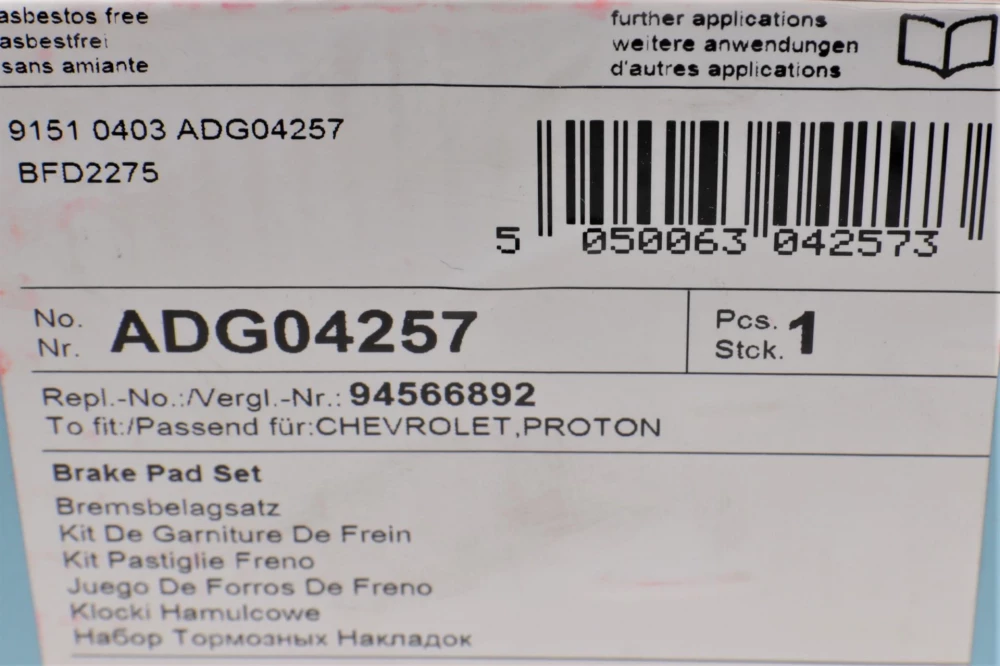 asbestos free
asbestfrei
sans amiante
further applications
weitere anwendungen
d'autres applications
9151 0403 ADG04257
BFD2275
5 050063 042573
No.
Nr.
ADG04257
Pcs.
Stck.
1
Repl.-No.:/Vergl.-Nr.: 94566892
To fit:/Passend für:CHEVROLET,PROTON
Brake Pad Set
Bremsbelagsatz
Kit De Garniture De Frein
Kit Pastiglie Freno
Juego De Forros De Freno
Klocki Hamulcowe
Набор Тормозных Накладок